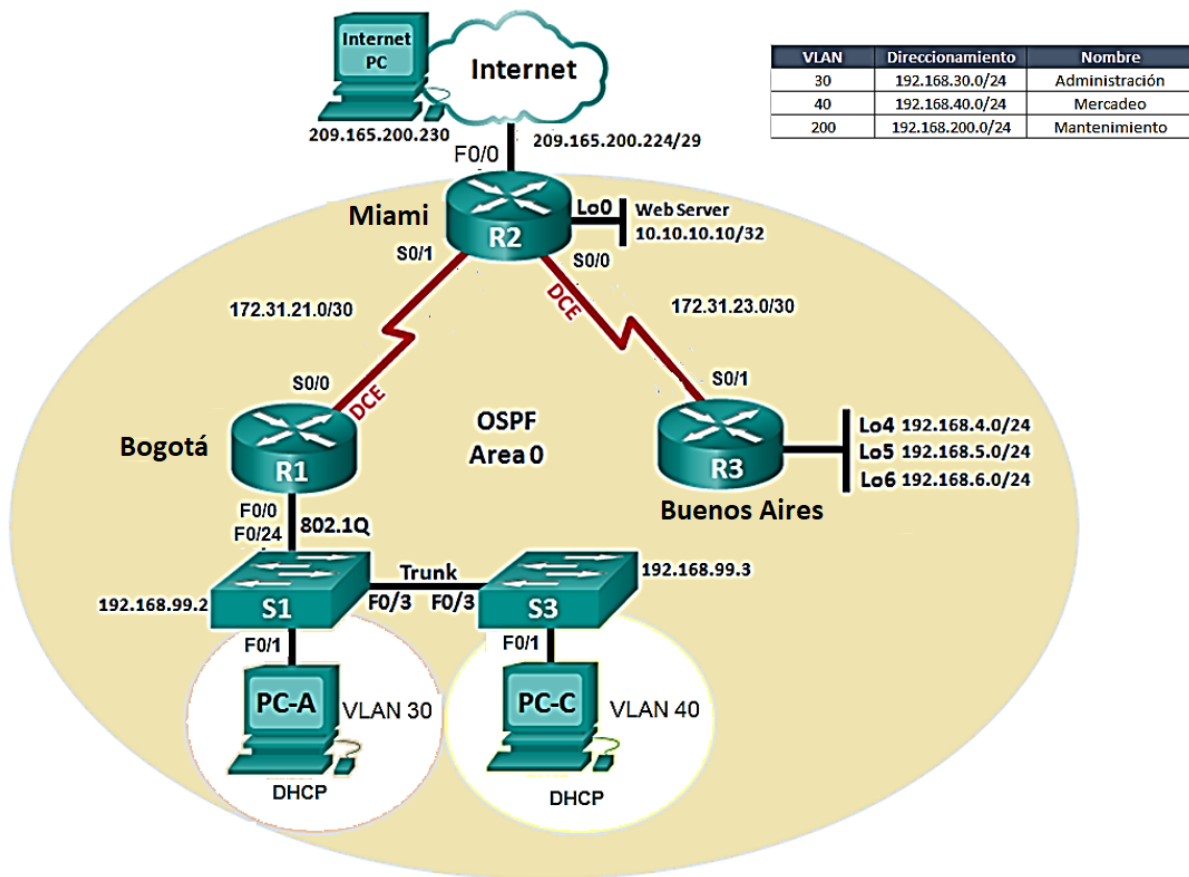 Internet
PC
Internet
209.165.200.230
209.165.200.224/29
F0/0
VLAN Direccionamiento Nombre
30 192.168.30.0/24 Administración
40 192.168.40.0/24 Mercadeo
200 192.168.200.0/24 Mantenimiento
Miami
R2
Lo0
Web Server
10.10.10.10/32
S0/1
S0/0
DCE
172.31.21.0/30
172.31.23.0/30
S0/0
DCE
S0/1
Bogotá
R1
OSPF
Area 0
R3
Buenos Aires
Lo4 192.168.4.0/24
Lo5 192.168.5.0/24
Lo6 192.168.6.0/24
F0/0
F0/24
802.1Q
Trunk
192.168.99.2
S1
F0/3
F0/3
S3
192.168.99.3
F0/1
F0/1
PC-A
VLAN 30
DHCP
PC-C
VLAN 40
DHCP